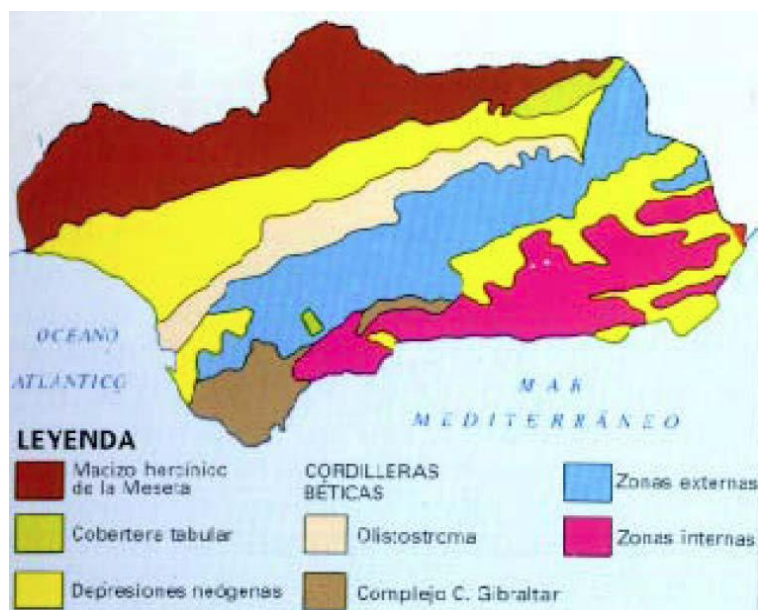 OCEANO
ATLÁNTICO
MAR
MEDITERRÁNEO
LEYENDA
Macizo hercínico
de la Meseta
Cobertera tabular
Depresiones neógenas
CORDILLERAS
BÉTICAS
Olistostroma
Complejo C. Gibraltar
Zonas externas
Zonas internas